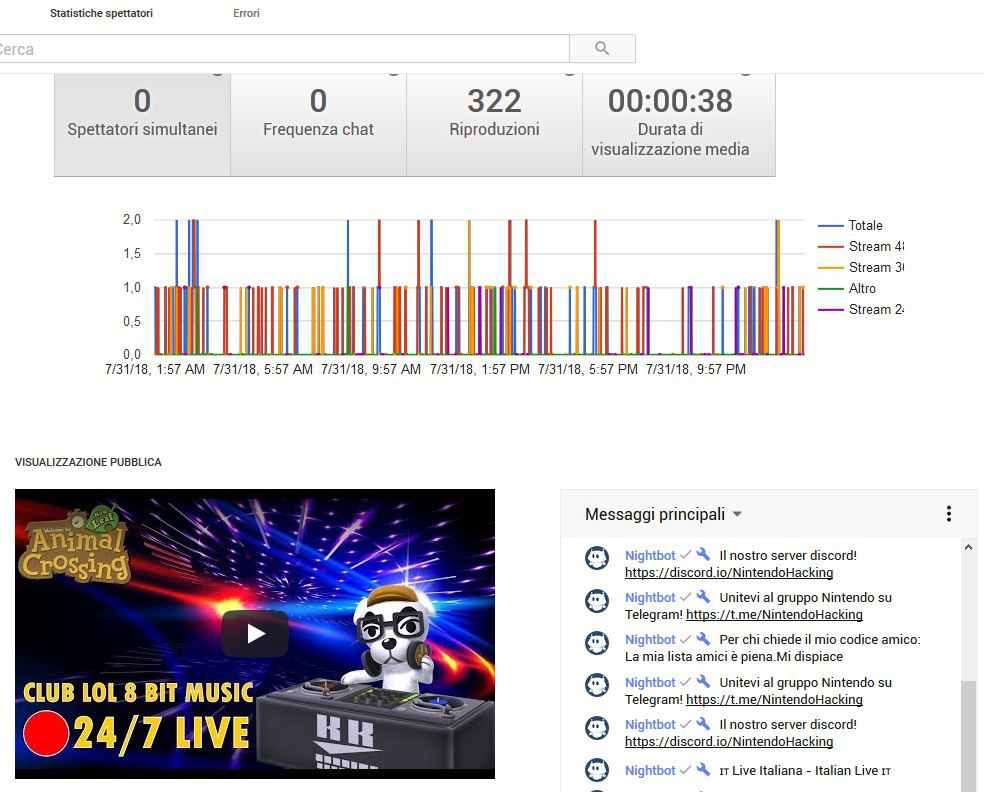 Statistiche spettatori
Errori
Cerca
0
Spettatori simultanei
0
Frequenza chat
322
Riproduzioni
00:00:38
Durata di
visualizzazione media
2,0
1,5
1,0
0,5
0,0
7/31/18, 1:57 AM 7/31/18, 5:57 AM 7/31/18, 9:57 AM 7/31/18, 1:57 PM 7/31/18, 5:57 PM 7/31/18, 9:57 PM
Totale
Stream 48
Stream 36
Altro
Stream 24
VISUALIZZAZIONE PUBBLICA
Welcome to
New Leaf
Animal
Crossing
CLUB LOL 8 BIT MUSIC
24/7 LIVE
KK
Messaggi principali
Nightbot Il nostro server discord!
https://discord.io/NintendoHacking
Nightbot Unitevi al gruppo Nintendo su
Telegram! https://t.me/NintendoHacking
Nightbot Per chi chiede il mio codice amico:
La mia lista amici è piena.Mi dispiace
Nightbot Unitevi al gruppo Nintendo su
Telegram! https://t.me/NintendoHacking
Nightbot Il nostro server discord!
https://discord.io/NintendoHacking
Nightbot IT Live Italiana - Italian Live IT